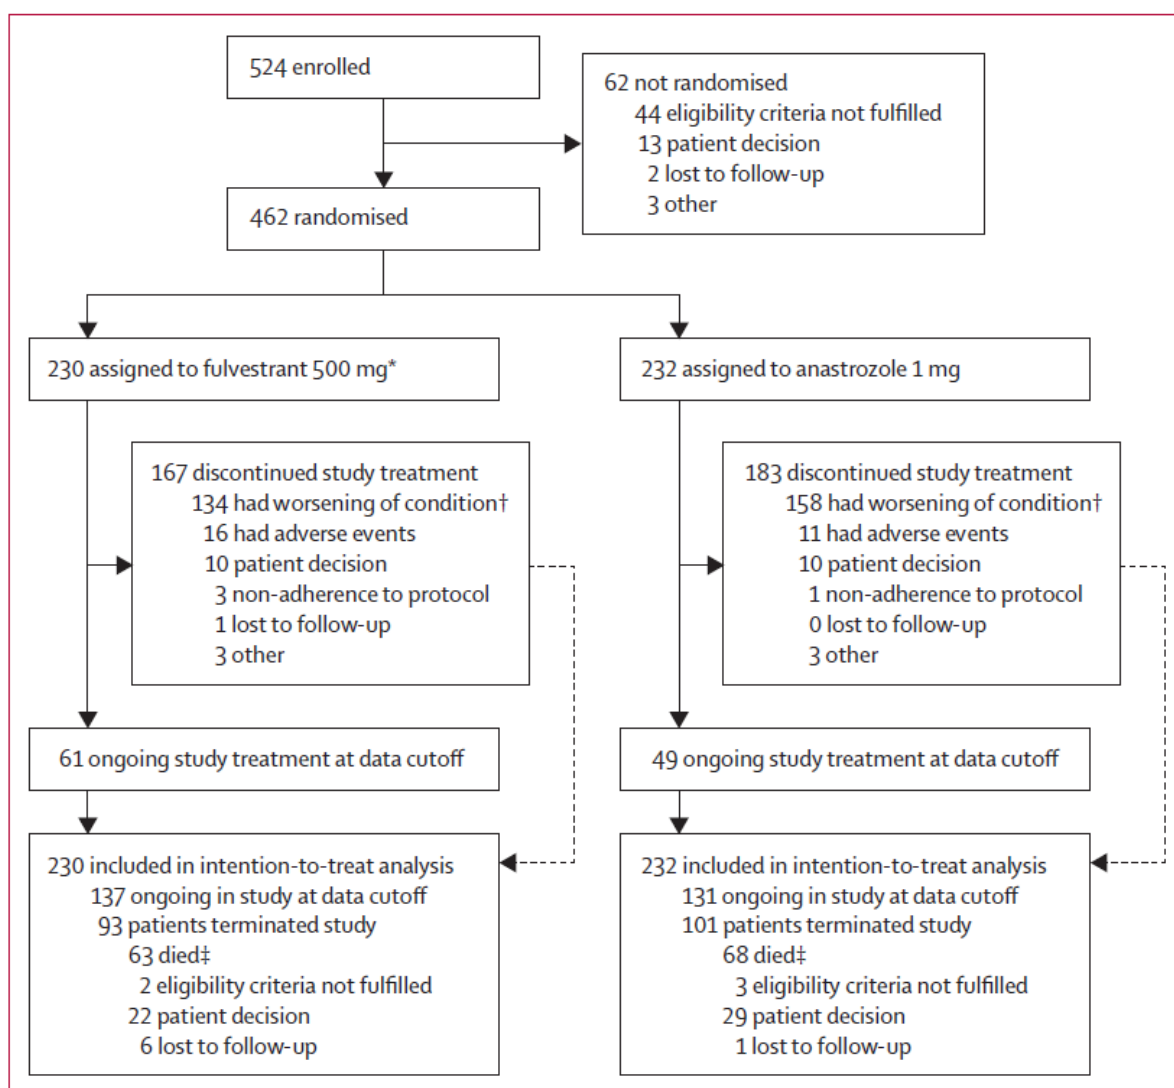 524 enrolled
62 not randomised
44 eligibility criteria not fulfilled
13 patient decision
2 lost to follow-up
3 other
462 randomised
230 assigned to fulvestrant 500 mg*
232 assigned to anastrozole 1 mg
167 discontinued study treatment
134 had worsening of condition†
16 had adverse events
10 patient decision
3 non-adherence to protocol
1 lost to follow-up
3 other
183 discontinued study treatment
158 had worsening of condition†
11 had adverse events
10 patient decision
1 non-adherence to protocol
0 lost to follow-up
3 other
61 ongoing study treatment at data cutoff
49 ongoing study treatment at data cutoff
230 included in intention-to-treat analysis
137 ongoing in study at data cutoff
93 patients terminated study
63 died‡
2 eligibility criteria not fulfilled
22 patient decision
6 lost to follow-up
232 included in intention-to-treat analysis
131 ongoing in study at data cutoff
101 patients terminated study
68 died‡
3 eligibility criteria not fulfilled
29 patient decision
1 lost to follow-up